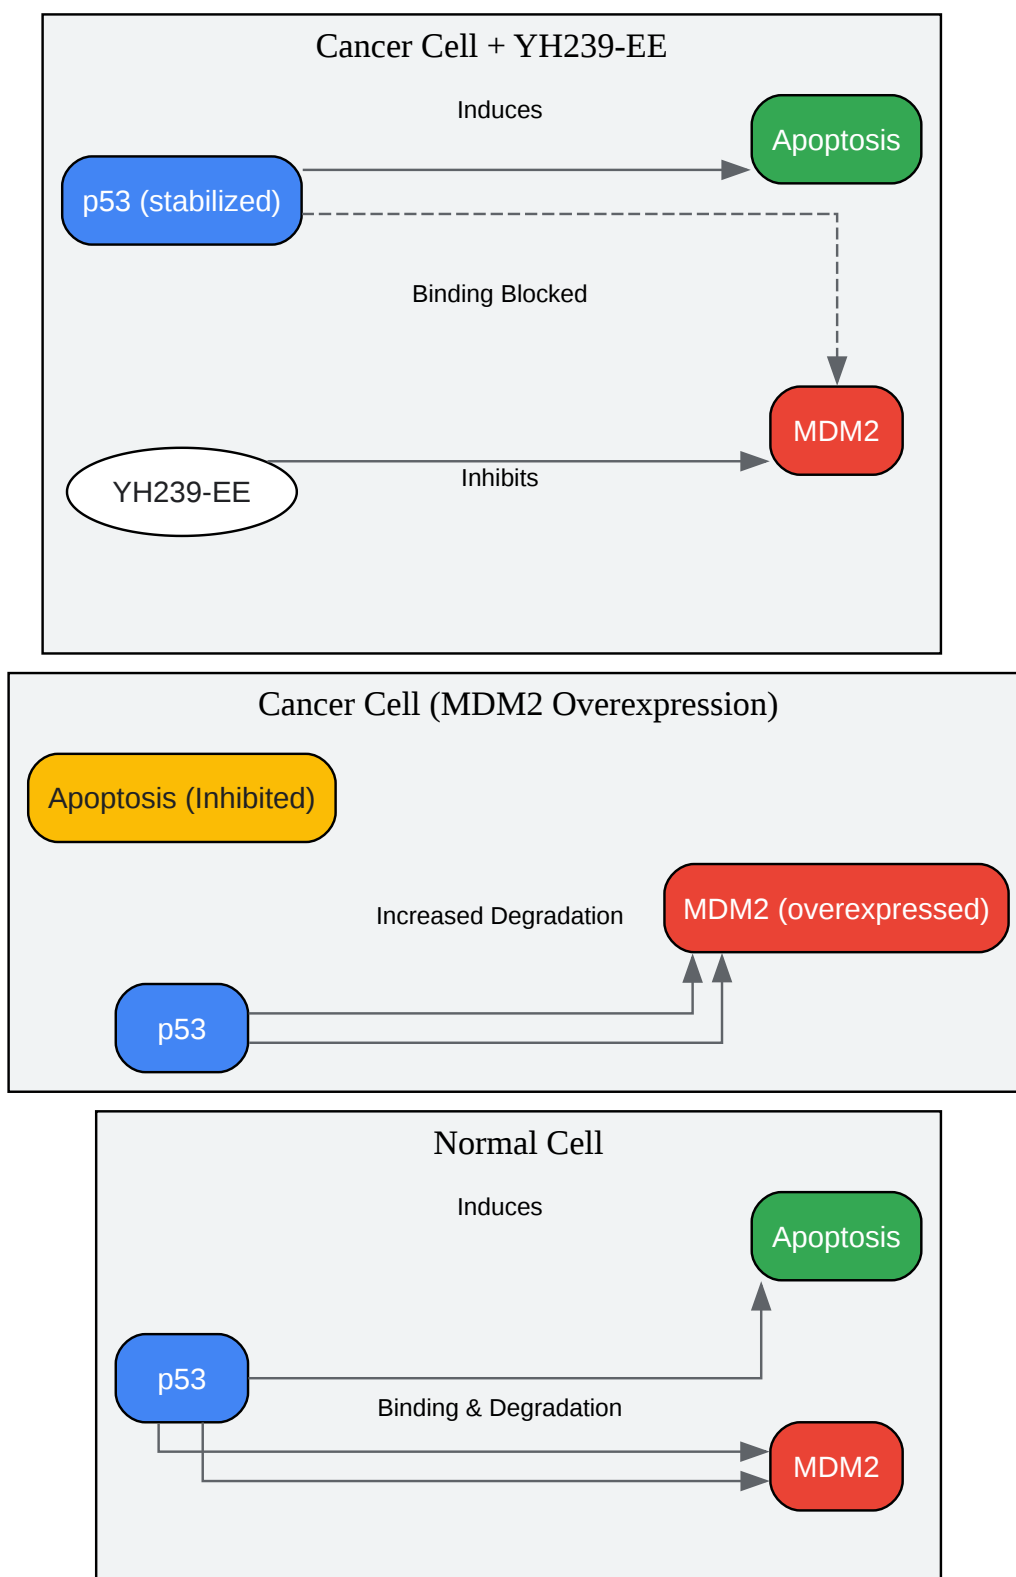 Cancer Cell + YH239-EE
Induces
Apoptosis
p53 (stabilized)
Binding Blocked
MDM2
Inhibits
YH239-EE
Cancer Cell (MDM2 Overexpression)
Apoptosis (Inhibited)
Increased Degradation
MDM2 (overexpressed)
p53
Normal Cell
Induces
Apoptosis
p53
Binding & Degradation
MDM2